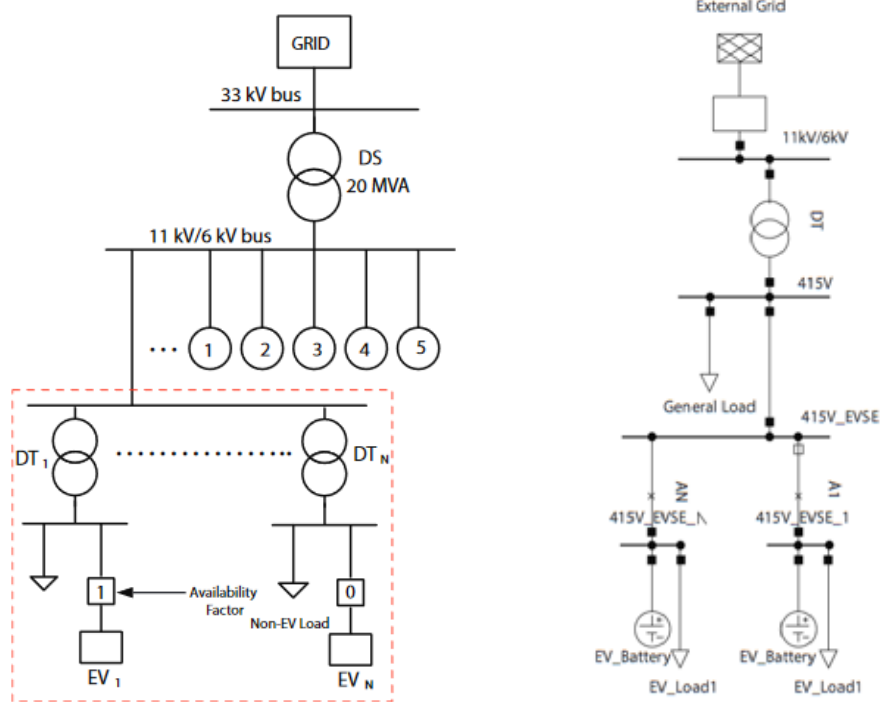 GRID
33 kV bus
DS
20 MVA
11 kV/6 kV bus
... 1 2 3 4 5
DT 1
DT N
1
Availability
Factor
0
Non-EV Load
EV 1
EV N
External Grid
11kV/6kV
DT
415V
General Load
415V_EVSE
AN
A1
415V_EVSE_N
415V_EVSE_1
EV_Battery
EV_Battery
EV_Load1
EV_Load1